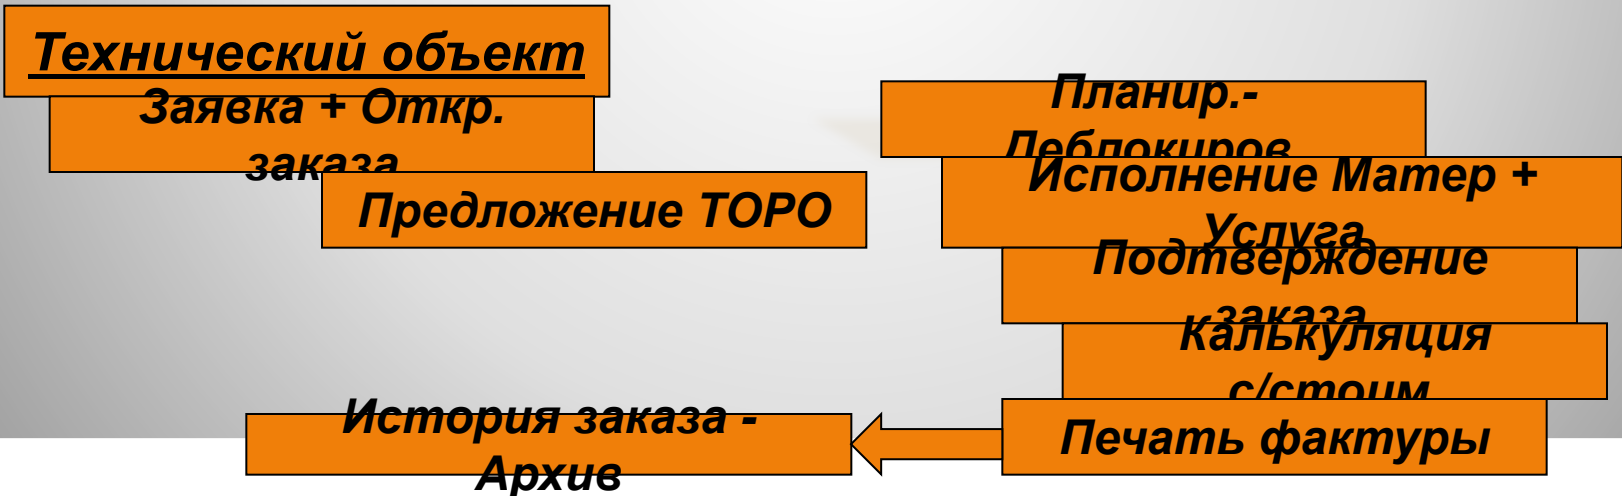 Технический объект
Заявка + Откр.
заказа
Предложение ТОРО
Планир.-
Деблокиров
Исполнение Матер +
Услуга
Подтверждение
заказа
Калькуляция
с/стоим
Печать фактуры
История заказа -
Архив